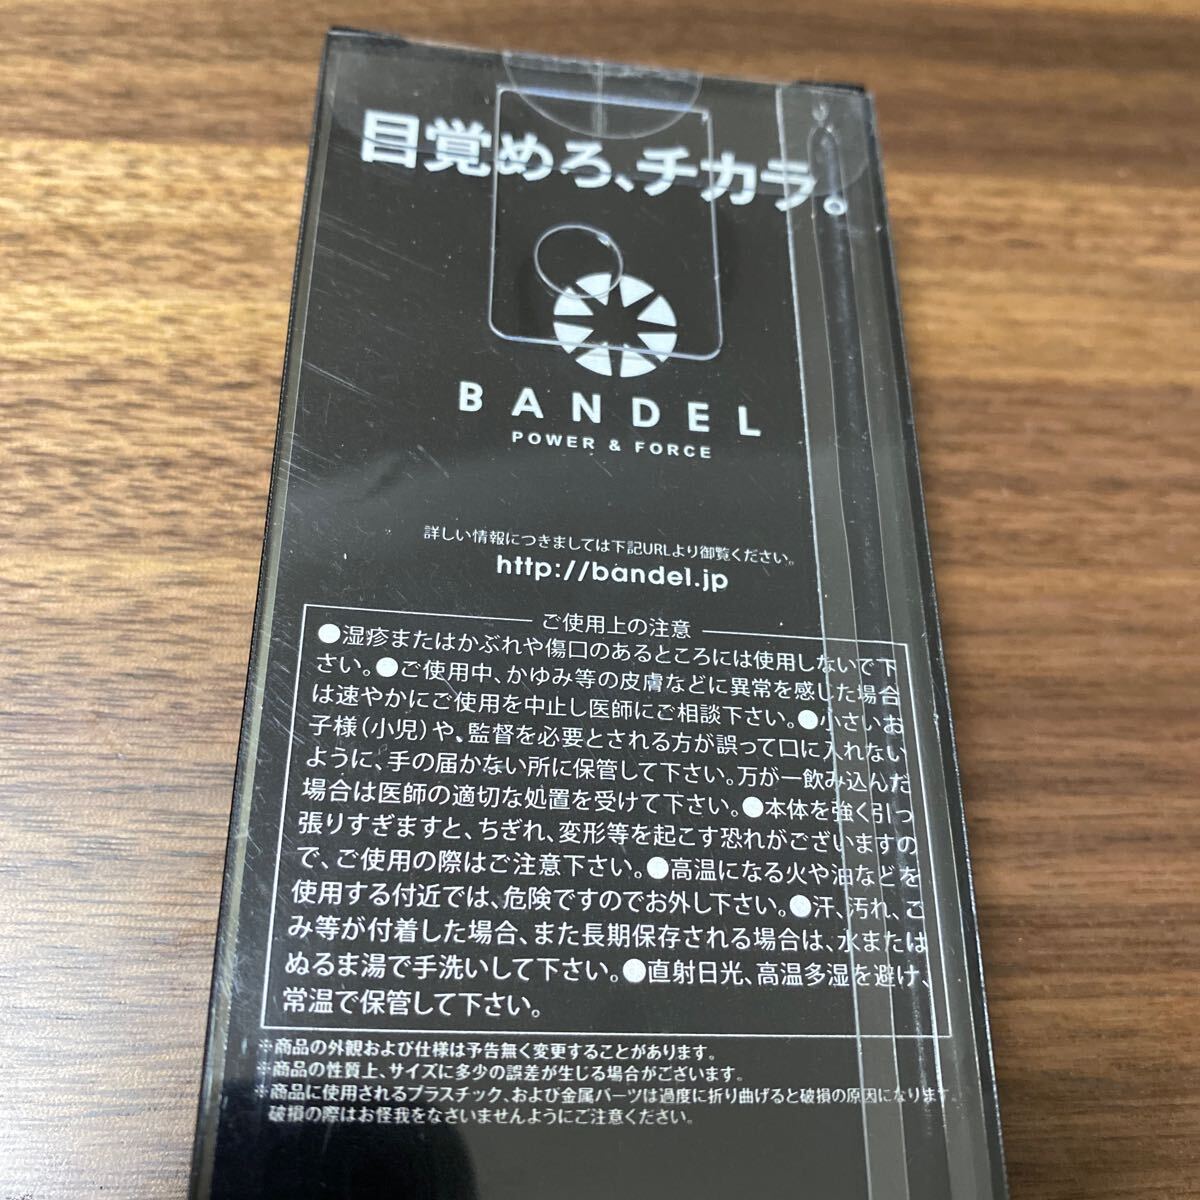 目覚めろ、チカラ。
BANDEL
POWER & FORCE
詳しい情報につきましては下記URLより御覧ください。
http://bandel.jp
ご使用上の注意
●湿疹またはかぶれや傷口のあるところには使用しないで下
さい。●ご使用中、かゆみ等の皮膚などに異常を感じた場合
は速やかにご使用を中止し医師にご相談下さい。●小さいお
子様(小児)や、監督を必要とされる方が誤って口に入れない
ように、手の届かない所に保管して下さい。万が一飲み込んだ
場合は医師の適切な処置を受けて下さい。●本体を強く引っ
張りすぎますと、ちぎれ、変形等を起こす恐れがございますの
で、ご使用の際はご注意下さい。●高温になる火や油などを
使用する付近では、危険ですのでお外し下さい。●汗、汚れ、ご
み等が付着した場合、また長期保存される場合は、水または
ぬるま湯で手洗いして下さい。●直射日光、高温多湿を避け、
常温で保管して下さい。
※商品の外観および仕様は予告無く変更することがあります。
※商品の性質上、サイズに多少の誤差が生じる場合がございます。
※商品に使用されるプラスチック、および金属パーツは過度に折り曲げると破損の原因になります。
破損の際はお怪我をなさいませんようにご注意ください。